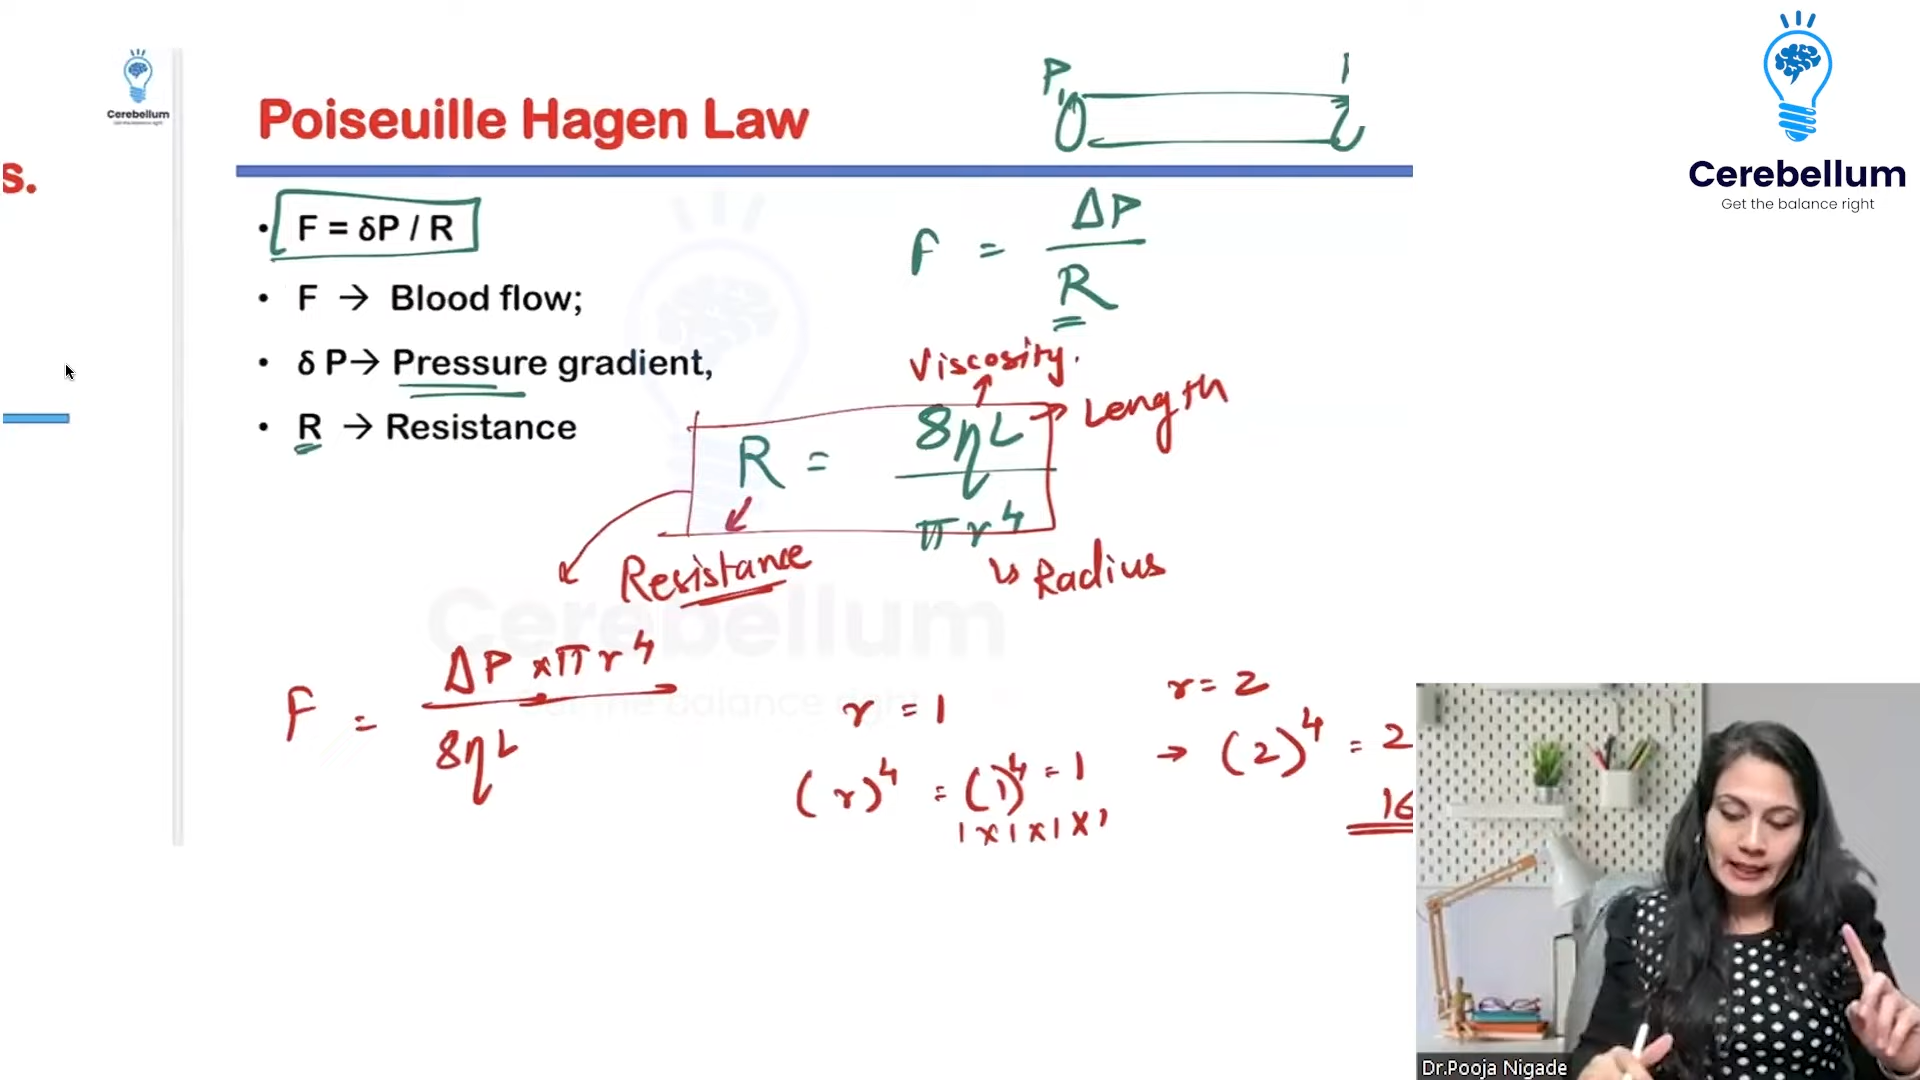 Cerebellum
Get the balance right
Cerebellum
s.
Poiseuille Hagen Law
P1
• F = δP / R
F = ΔP / R
• F → Blood flow;
• δ P→ Pressure gradient,
• R → Resistance
Viscosity.
R = 8ηL / πr⁴
Length
Resistance
Radius
Cerebellum
F = ΔP x πr⁴ / 8ηL
r = 1
(r)⁴ = (1)⁴ = 1
1 x 1 x 1 x 1
r = 2
→ (2)⁴ = 2
16
Dr.Pooja Nigade